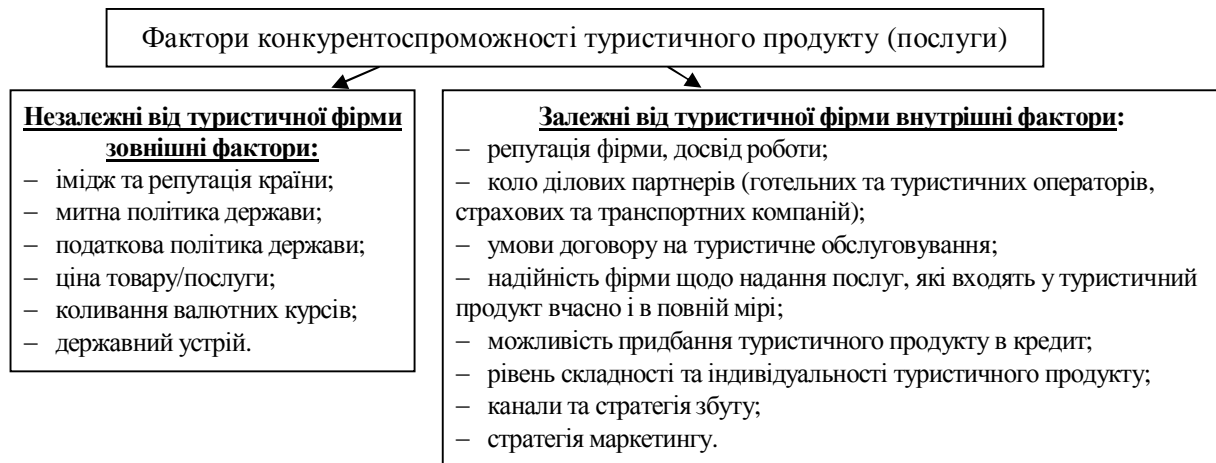 Фактори конкурентоспроможності туристичного продукту (послуги)
Незалежні від туристичної фірми
зовнішні фактори:
– імідж та репутація країни;
– митна політика держави;
– податкова політика держави;
– ціна товару/послуги;
– коливання валютних курсів;
– державний устрій.
Залежні від туристичної фірми внутрішні фактори:
– репутація фірми, досвід роботи;
– коло ділових партнерів (готельних та туристичних операторів,
страхових та транспортних компаній);
– умови договору на туристичне обслуговування;
– надійність фірми щодо надання послуг, які входять у туристичний
продукт вчасно і в повній мірі;
– можливість придбання туристичного продукту в кредит;
– рівень складності та індивідуальності туристичного продукту;
– канали та стратегія збуту;
– стратегія маркетингу.